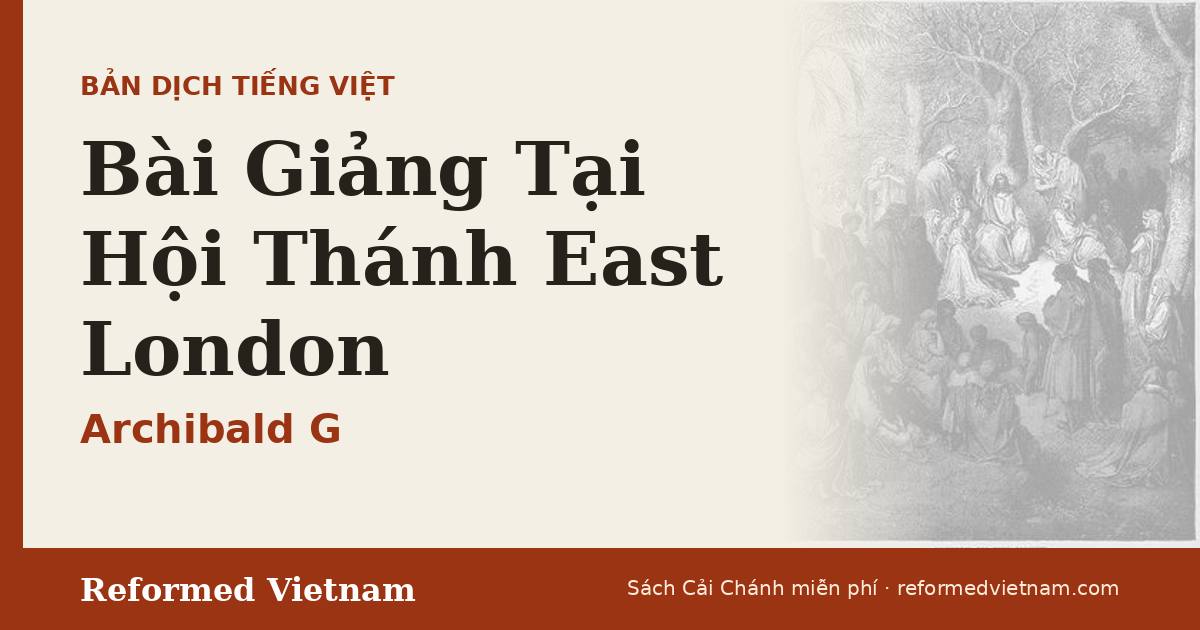 BẢN DỊCH TIẾNG VIỆT
Bài Giảng Tại
Hội Thánh East
London
Archibald G
Reformed Vietnam
Sách Cải Chánh miễn phí · reformedvietnam.com